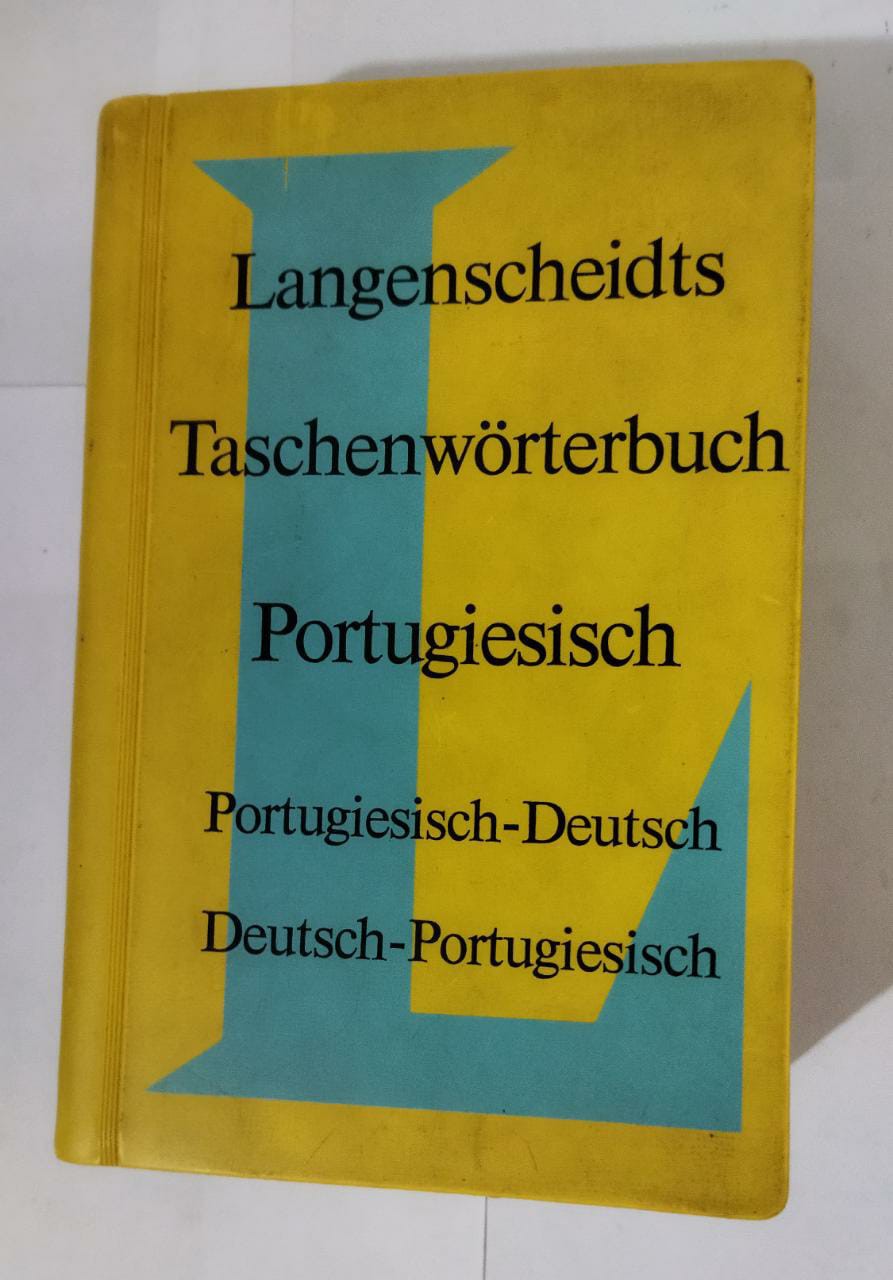 Langenscheidts
Taschenwörterbuch
Portugiesisch
Portugiesisch-Deutsch
Deutsch-Portugiesisch